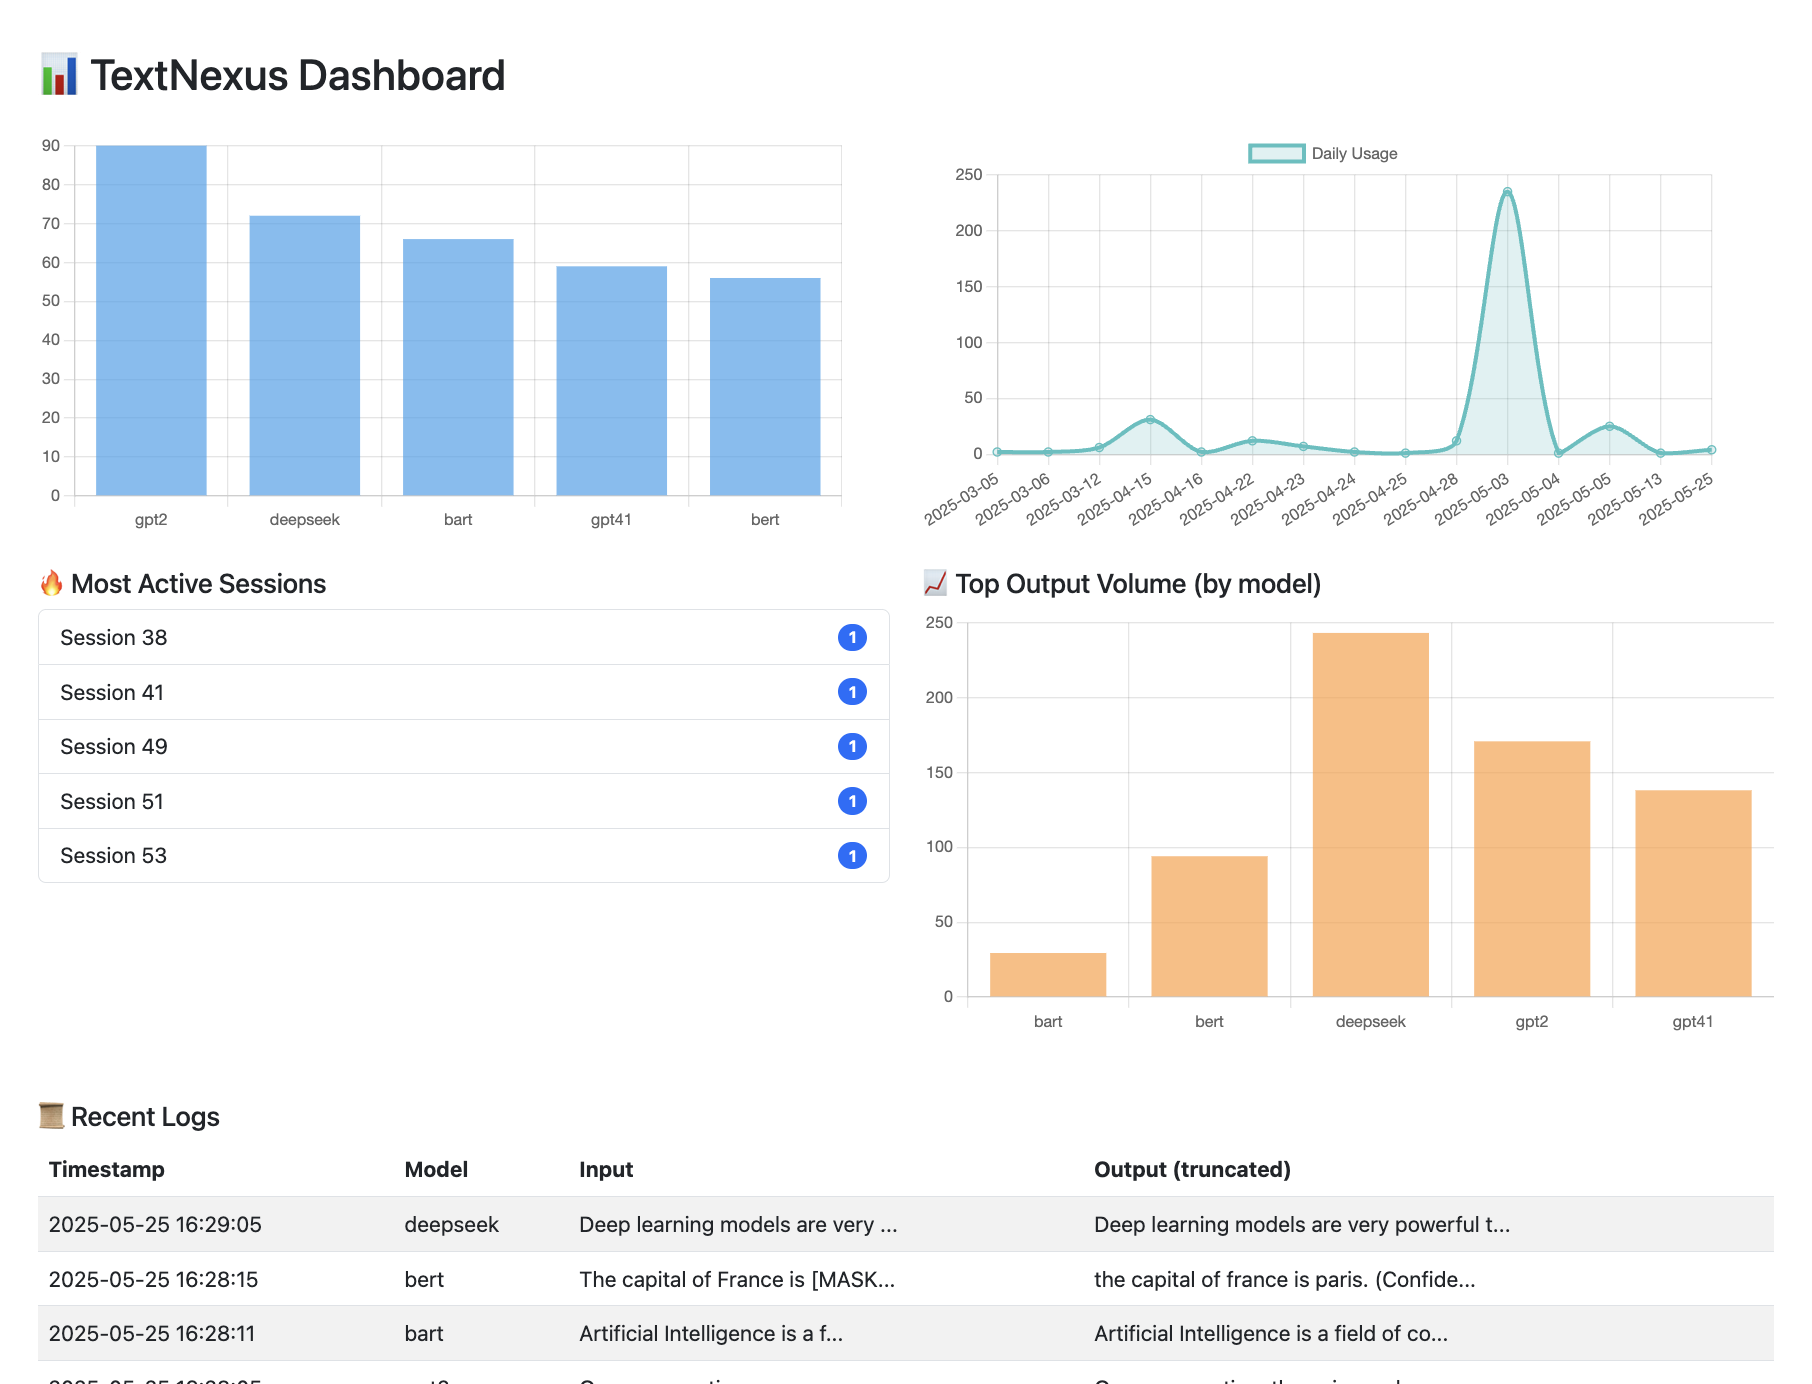 TextNexus Dashboard
90
80
70
60
50
40
30
20
10
0
gpt2 deepseek bart gpt41 bert
Daily Usage
250
200
150
100
50
0
2025-03-05 2025-03-06 2025-03-12 2025-04-15 2025-04-16 2025-04-22 2025-04-23 2025-04-24 2025-04-25 2025-04-28 2025-05-03 2025-05-04 2025-05-05 2025-05-13 2025-05-25
Most Active Sessions
Session 38 1
Session 41 1
Session 49 1
Session 51 1
Session 53 1
Top Output Volume (by model)
250
200
150
100
50
0
bart bert deepseek gpt2 gpt41
Recent Logs
Timestamp Model Input Output (truncated)
2025-05-25 16:29:05 deepseek Deep learning models are very ... Deep learning models are very powerful t...
2025-05-25 16:28:15 bert The capital of France is [MASK... the capital of france is paris. (Confide...
2025-05-25 16:28:11 bart Artificial Intelligence is a f... Artificial Intelligence is a field of co...